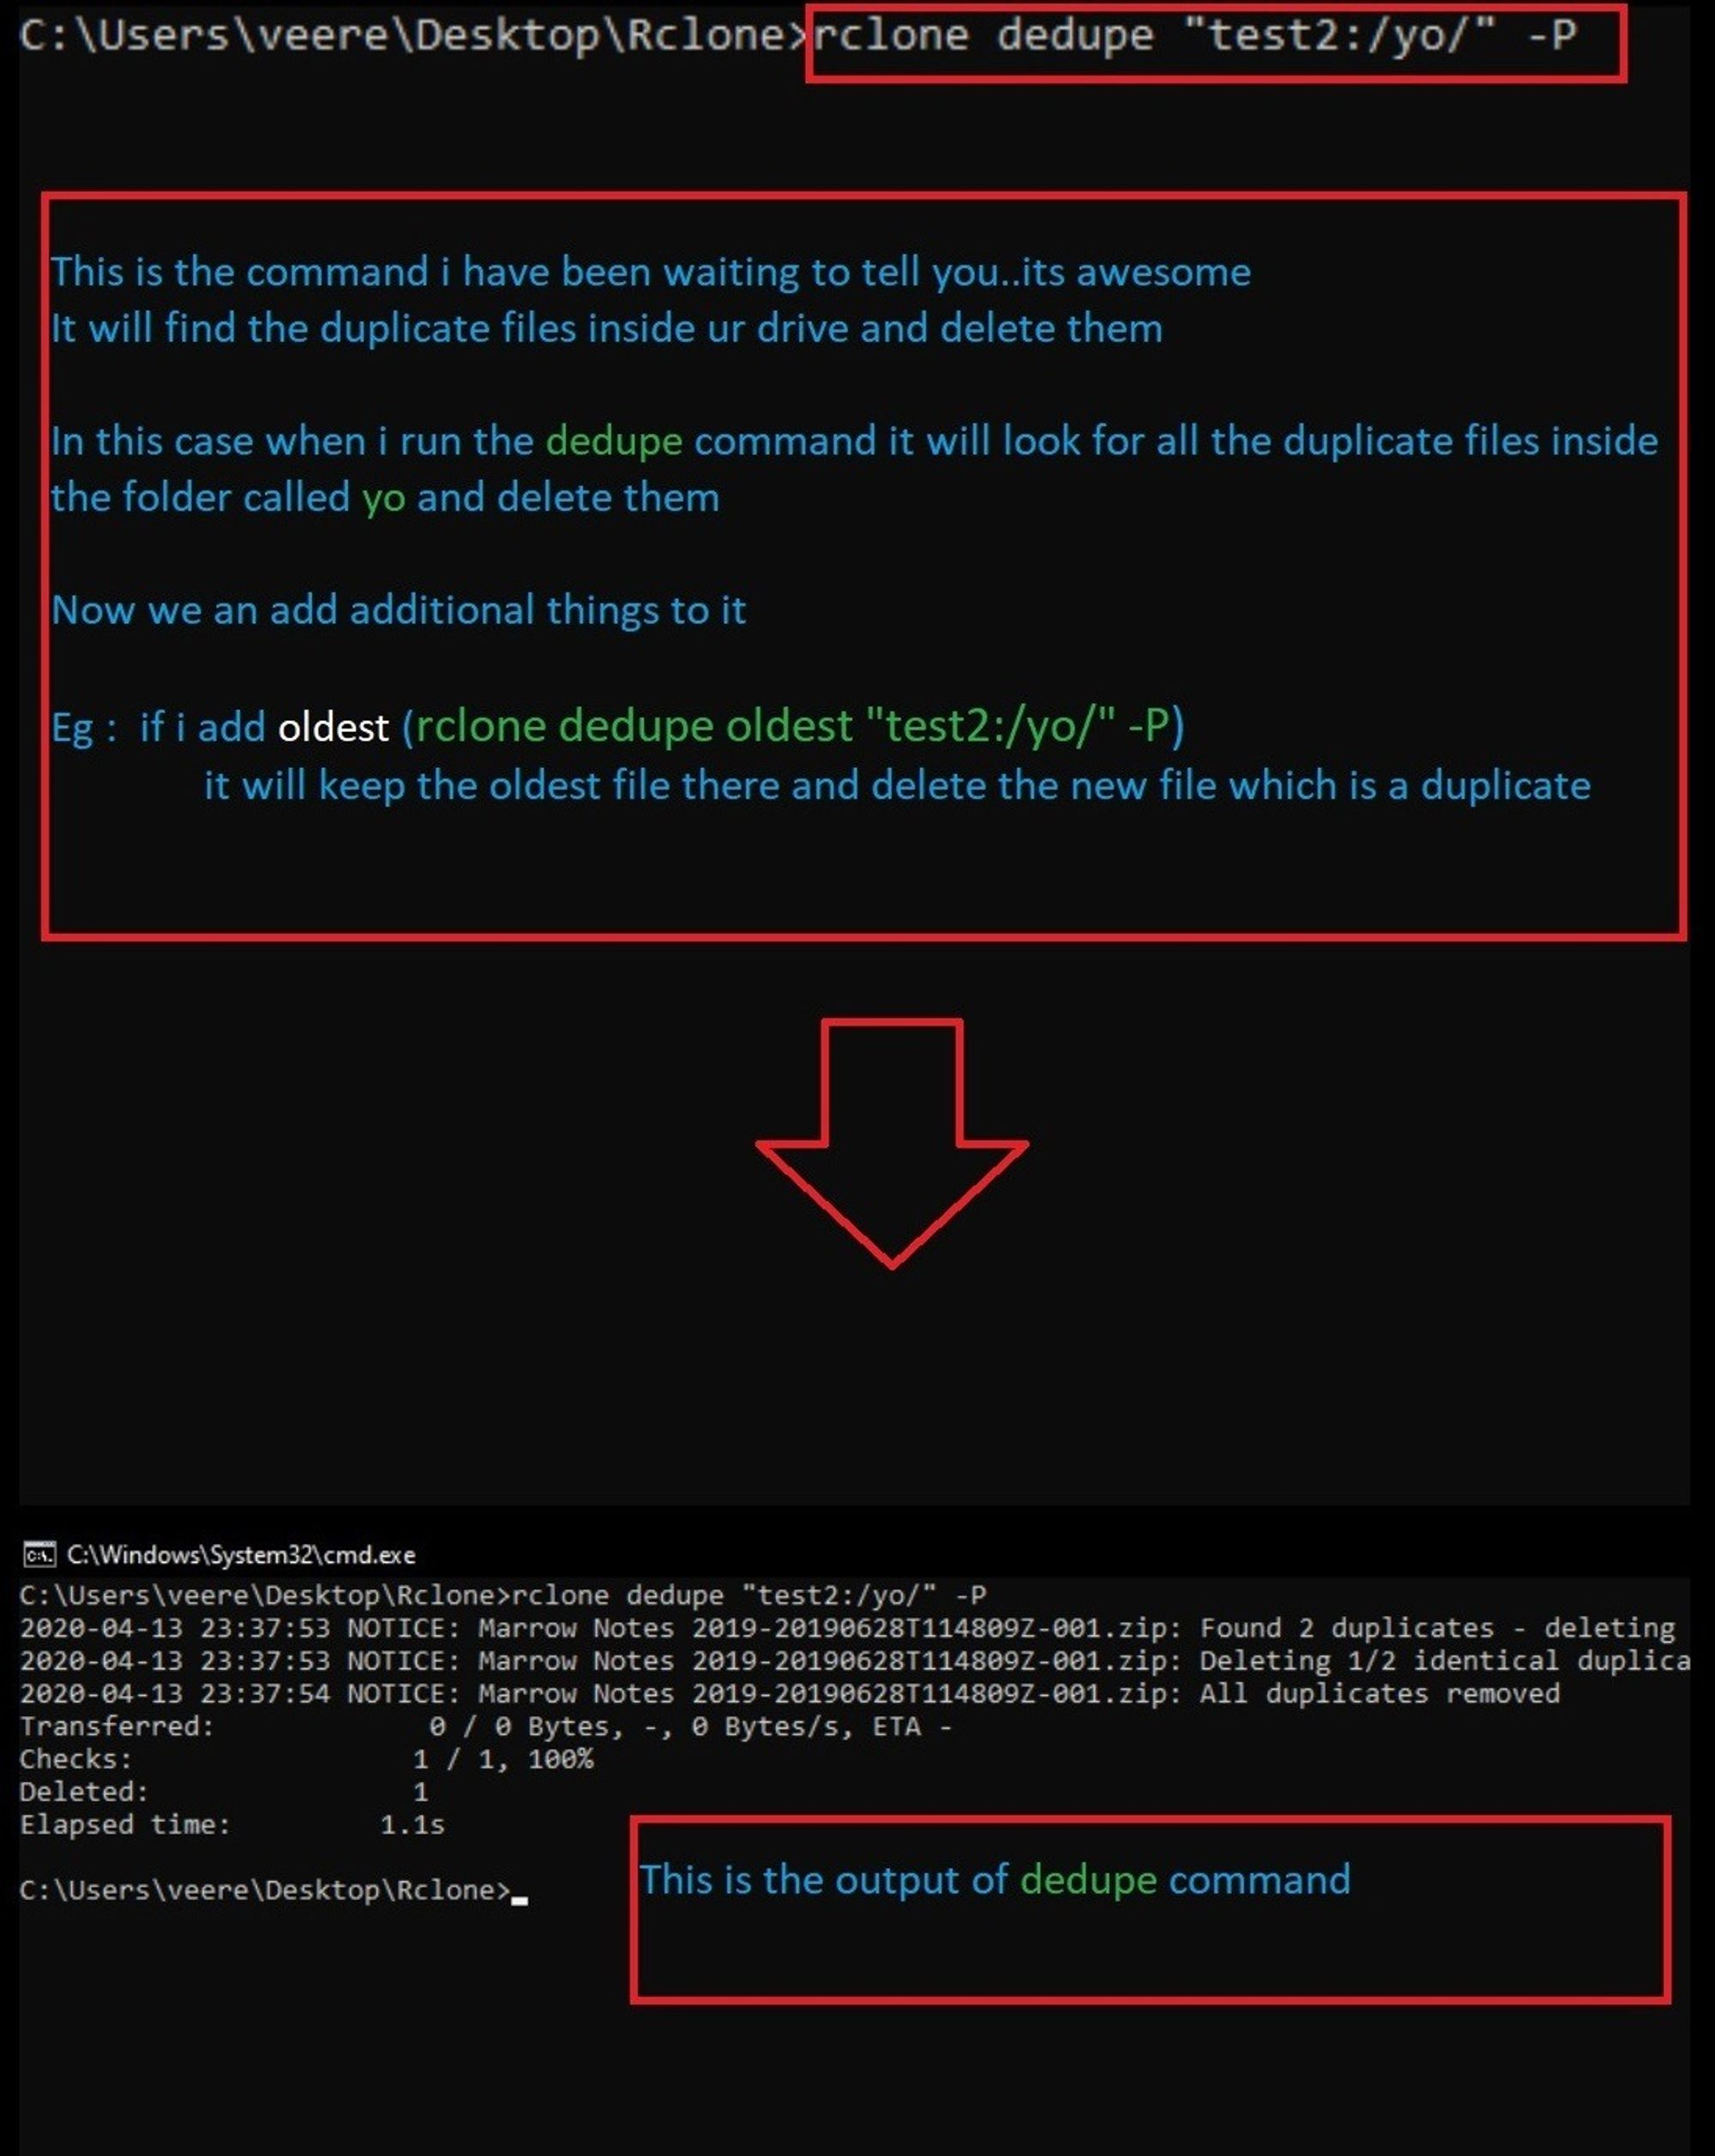 C:\Users\veere\Desktop\Rclone>rclone dedupe "test2:/yo/" -P
This is the command i have been waiting to tell you..its awesome
It will find the duplicate files inside ur drive and delete them
In this case when i run the dedupe command it will look for all the duplicate files inside
the folder called yo and delete them
Now we an add additional things to it
Eg : if i add oldest (rclone dedupe oldest "test2:/yo/" -P)
it will keep the oldest file there and delete the new file which is a duplicate
C:\Windows\System32\cmd.exe
C:\Users\veere\Desktop\Rclone>rclone dedupe "test2:/yo/" -P
2020-04-13 23:37:53 NOTICE: Marrow Notes 2019-20190628T114809Z-001.zip: Found 2 duplicates - deleting
2020-04-13 23:37:53 NOTICE: Marrow Notes 2019-20190628T114809Z-001.zip: Deleting 1/2 identical duplica
2020-04-13 23:37:54 NOTICE: Marrow Notes 2019-20190628T114809Z-001.zip: All duplicates removed
Transferred: 0 / 0 Bytes, -, 0 Bytes/s, ETA -
Checks: 1 / 1, 100%
Deleted: 1
Elapsed time: 1.1s
C:\Users\veere\Desktop\Rclone>
This is the output of dedupe command